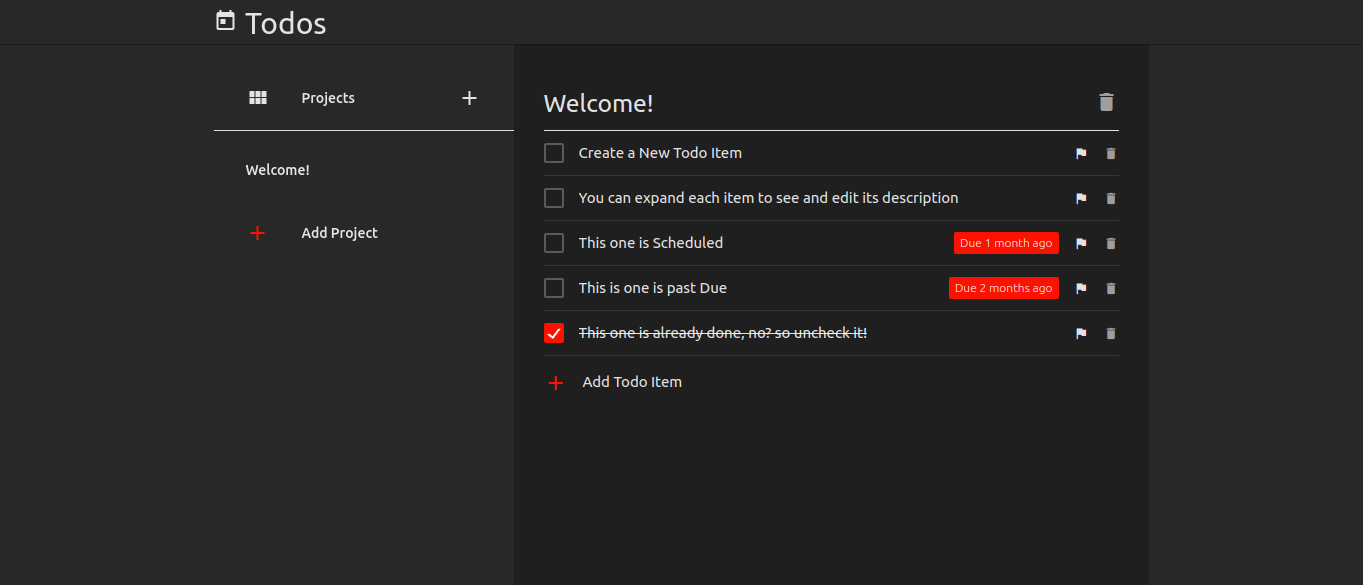 Todos
Projects
Welcome!
Add Project
Welcome!
Create a New Todo Item
You can expand each item to see and edit its description
This one is Scheduled Due 1 month ago
This is one is past Due Due 2 months ago
This one is already done, no? so uncheck it!
Add Todo Item